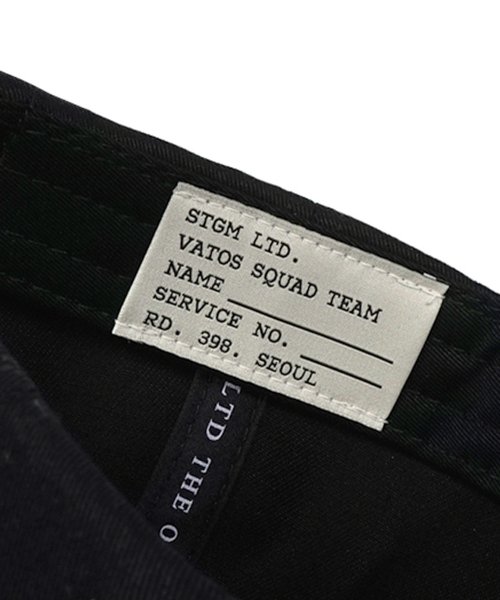 STGM LTD.
VATOS SQUAD TEAM
NAME
SERVICE NO.
RD. 398. SEOUL
LTD THE O